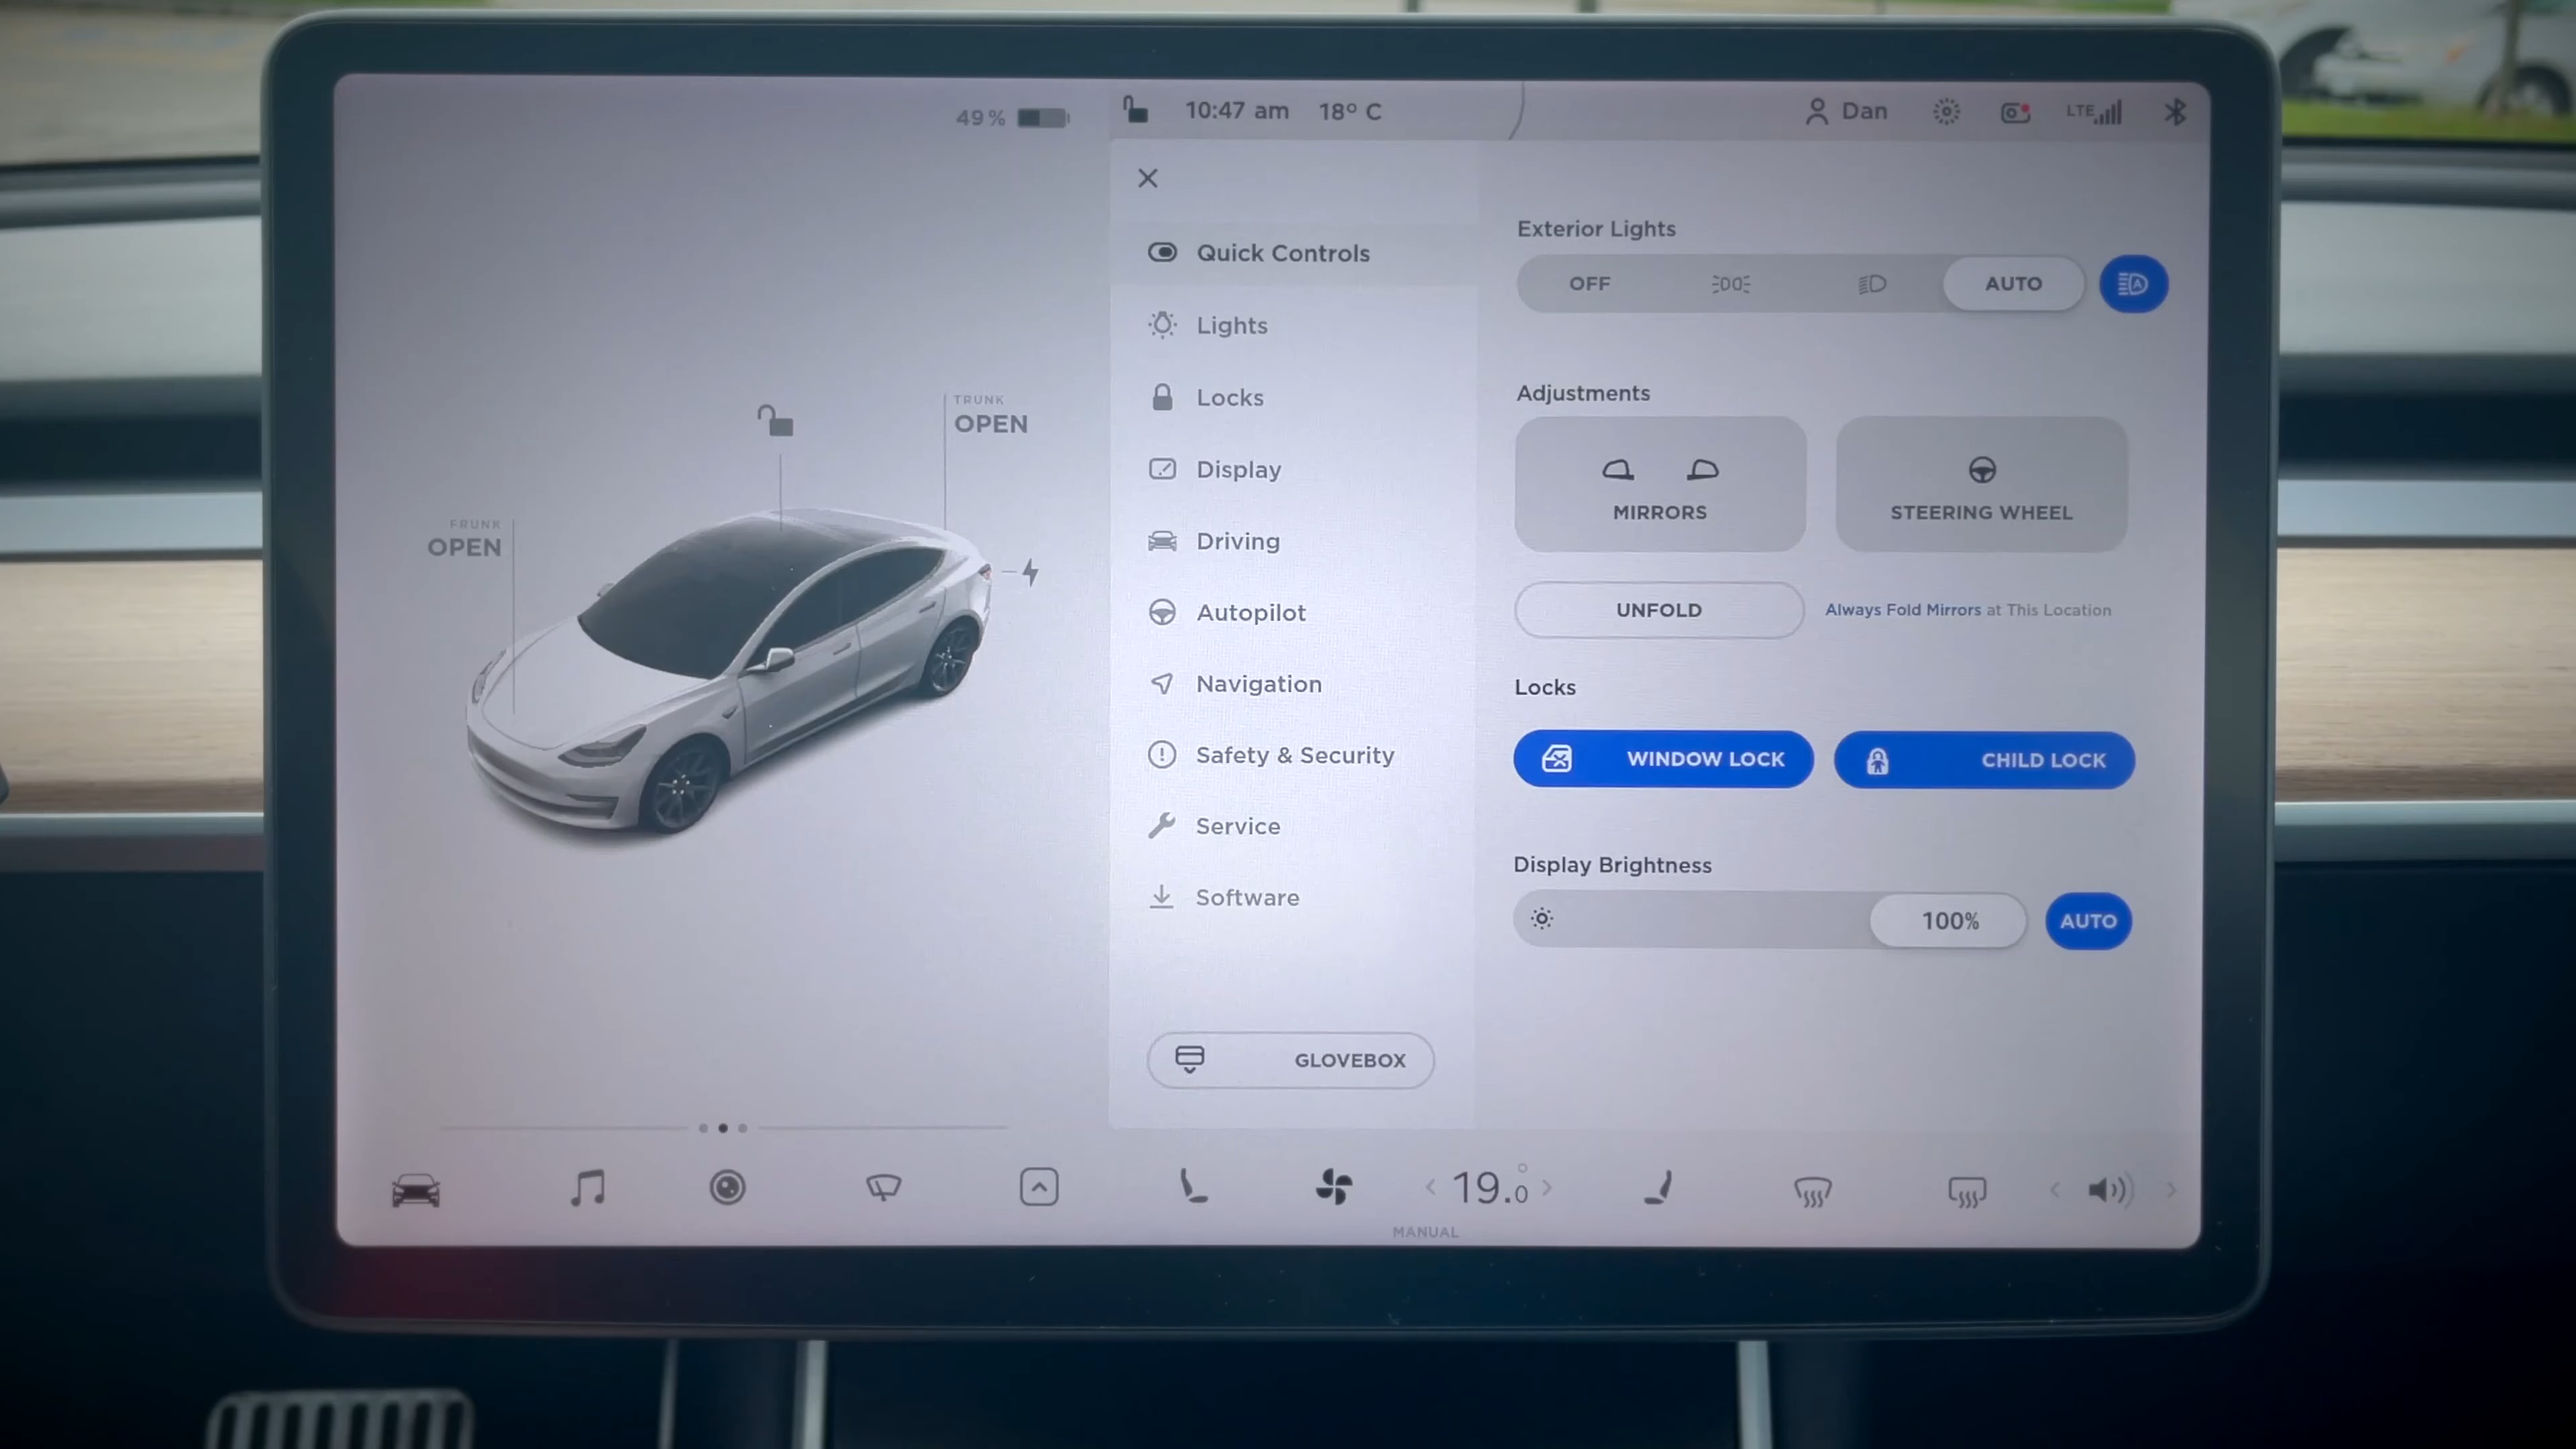 49 %
10:47 am 18° C
Dan
LTE
TRUNK
OPEN
FRUNK
OPEN
Quick Controls
Lights
Locks
Display
Driving
Autopilot
Navigation
Safety & Security
Service
Software
GLOVEBOX
Exterior Lights
OFF AUTO
A
Adjustments
MIRRORS STEERING WHEEL
UNFOLD Always Fold Mirrors at This Location
Locks
WINDOW LOCK CHILD LOCK
Display Brightness
100% AUTO
19.0°
MANUAL